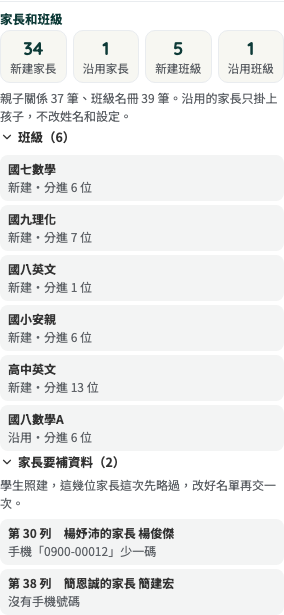 家長和班級
34 1 5 1
新建家長 沿用家長 新建班級 沿用班級
親子關係 37 筆、班級名冊 39 筆。沿用的家長只掛上
孩子，不改姓名和設定。
班級（6）
國七數學
新建・分進 6 位
國九理化
新建・分進 7 位
國八英文
新建・分進 1 位
國小安親
新建・分進 6 位
高中英文
新建・分進 13 位
國八數學A
沿用・分進 6 位
家長要補資料（2）
學生照建，這幾位家長這次先略過，改好名單再交一
次。
第 30 列　楊妤沛的家長 楊俊傑
手機「0900-00012」少一碼
第 38 列　簡恩誠的家長 簡建宏
沒有手機號碼